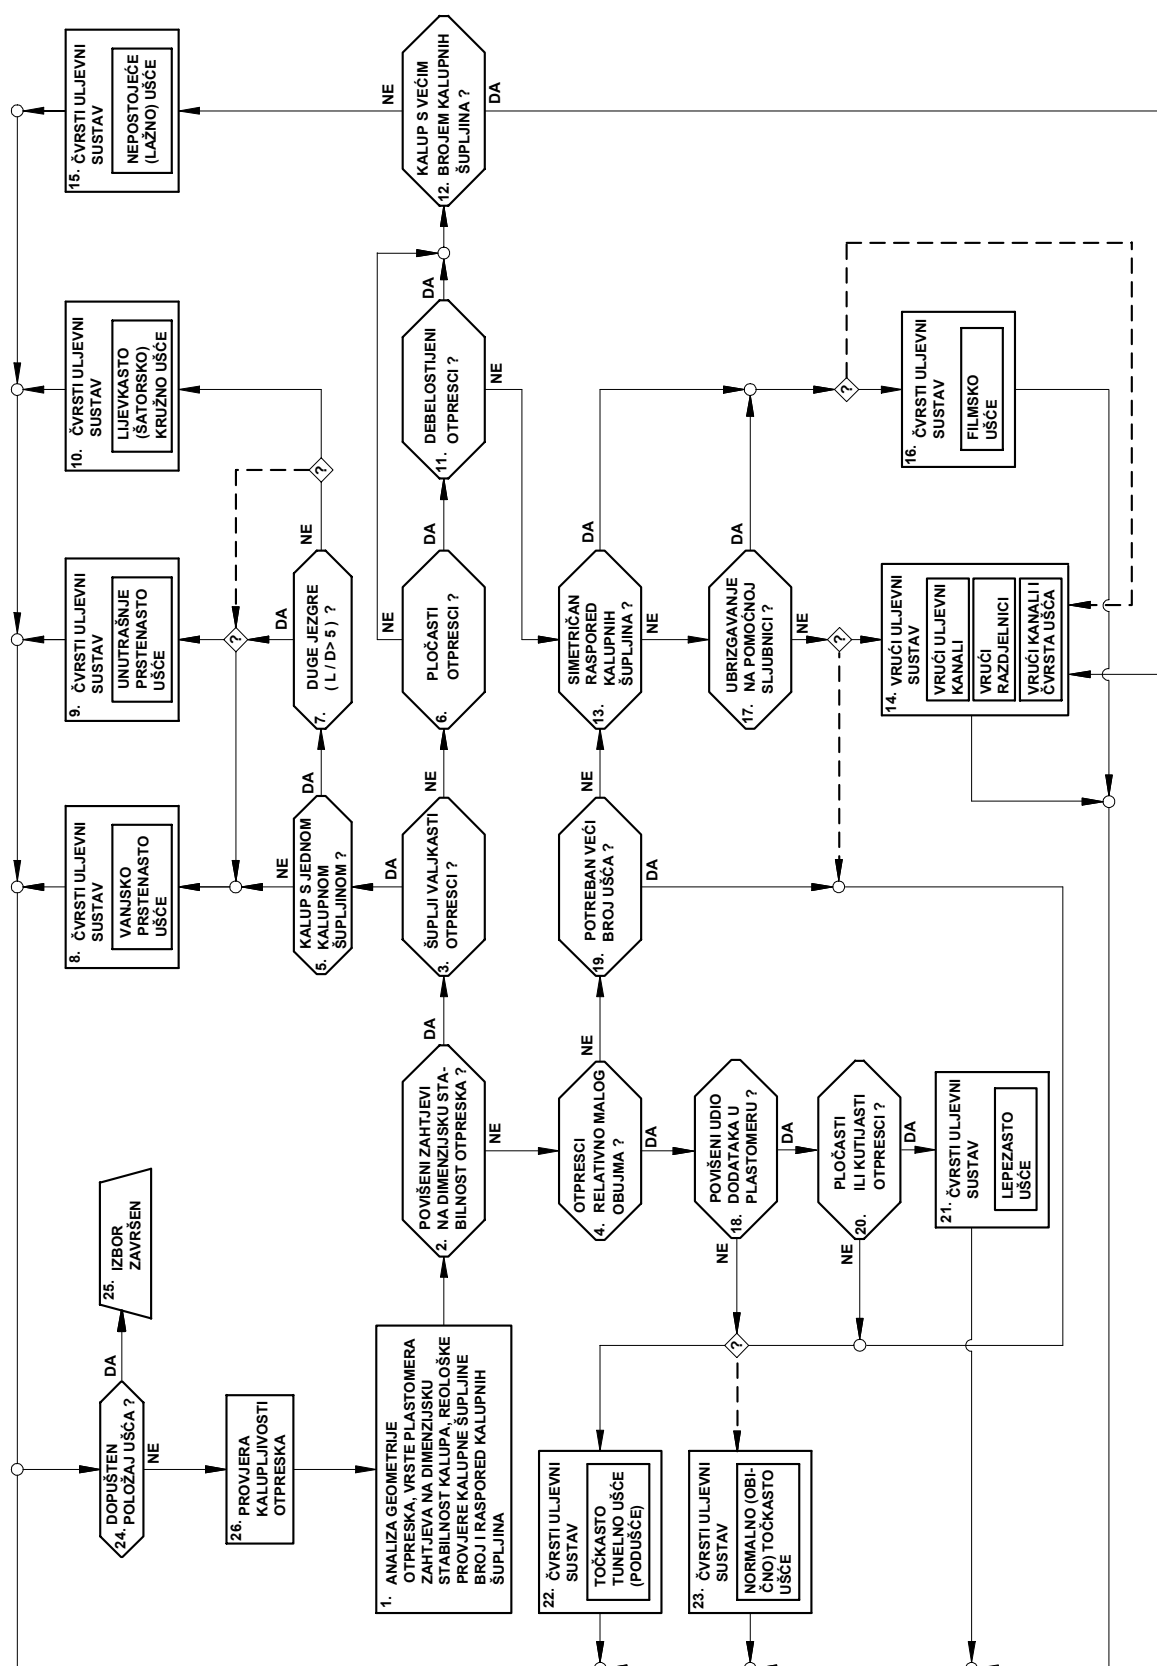 1. ANALIZA GEOMETRIJE
OTPRESKA, VRSTE PLASTOMERA
ZAHTJEVA NA DIMENZIJSKU
STABILNOST KALUPA, REOLOŠKE
PROVJERE KALUPNE ŠUPLJINE
BROJ I RASPORED KALUPNIH
ŠUPLJINA
2. POVIŠENI ZAHTJEVI
NA DIMENZIJSKU STA-
BILNOST OTPRESKA ?
DA
NE
3. ŠUPLJI VALJKASTI
OTPRESCI ?
DA
NE
4. OTPRESCI
RELATIVNO MALOG
OBUJMA ?
DA
NE
5. KALUP S JEDNOM
KALUPNOM
ŠUPLJINOM ?
DA
NE
6. PLOČASTI
OTPRESCI ?
DA
NE
7. DUGE JEZGRE
( L / D> 5 ) ?
DA
NE
?
?
8. ČVRSTI ULJEVNI
SUSTAV
VANJSKO
PRSTENASTO
UŠĆE
9. ČVRSTI ULJEVNI
SUSTAV
UNUTRAŠNJE
PRSTENASTO
UŠĆE
10. ČVRSTI ULJEVNI
SUSTAV
LIJEVKASTO
(ŠATORSKO)
KRUŽNO UŠĆE
11. DEBELOSTIJENI
OTPRESCI ?
DA
NE
12. KALUP S VEĆIM
BROJEM KALUPNIH
ŠUPLJINA ?
DA
NE
13. SIMETRIČAN
RASPORED
KALUPNIH
ŠUPLJINA ?
DA
NE
14. VRUĆI ULJEVNI
SUSTAV
VRUĆI ULJEVNI
KANALI
VRUĆI
RAZDJELNICI
VRUĆI KANALI I
ČVRSTA UŠĆA
15. ČVRSTI ULJEVNI
SUSTAV
NEPOSTOJEĆE
(LAŽNO) UŠĆE
16. ČVRSTI ULJEVNI
SUSTAV
FILMSKO
UŠĆE
?
17. UBRIZGAVANJE
NA POMOĆNOJ
SLJUBNICI ?
DA
NE
?
18. POVIŠENI UDIO
DODATAKA U
PLASTOMERU ?
DA
NE
?
19. POTREBAN VEĆI
BROJ UŠĆA ?
DA
NE
20. PLOČASTI
ILI KUTIJASTI
OTPRESCI ?
DA
NE
21. ČVRSTI ULJEVNI
SUSTAV
LEPEZASTO
UŠĆE
22. ČVRSTI ULJEVNI
SUSTAV
TOČKASTO
TUNELNO UŠĆE
(PODUŠĆE)
23. ČVRSTI ULJEVNI
SUSTAV
NORMALNO (OBI-
ČNO) TOČKASTO
UŠĆE
24. DOPUŠTEN
POLOŽAJ UŠĆA ?
DA
NE
25. IZBOR
ZAVRŠEN
26. PROVJERA
KALUPLJIVOSTI
OTPRESKA